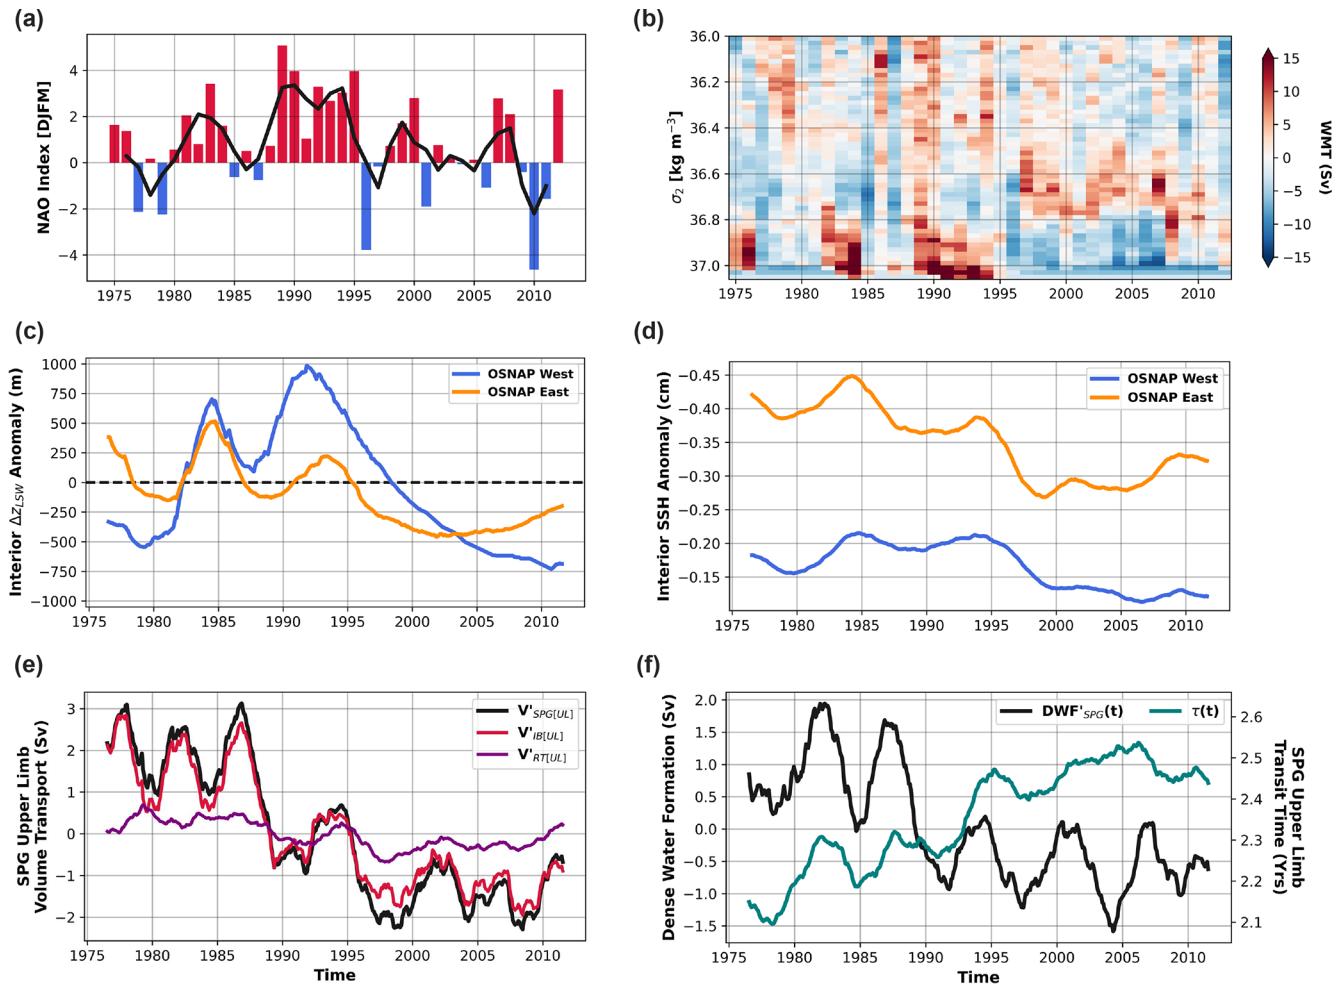 (a)
NAO Index [DJFM]
4
2
0
−2
−4
1975 1980 1985 1990 1995 2000 2005 2010
(b)
σ2 [kg m−3]
36.0
36.2
36.4
36.6
36.8
37.0
1975 1980 1985 1990 1995 2000 2005 2010
15
10
5
0
−5
−10
−15
WMT (Sv)
(c)
Interior ΔzLSW Anomaly (m)
1000
750
500
250
0
−250
−500
−750
−1000
OSNAP West
OSNAP East
1975 1980 1985 1990 1995 2000 2005 2010
(d)
Interior SSH Anomaly (cm)
−0.45
−0.40
−0.35
−0.30
−0.25
−0.20
−0.15
OSNAP West
OSNAP East
1975 1980 1985 1990 1995 2000 2005 2010
(e)
SPG Upper Limb
Volume Transport (Sv)
3
2
1
0
−1
−2
V'SPG[UL]
V'IB[UL]
V'RT[UL]
1975 1980 1985 1990 1995 2000 2005 2010
Time
(f)
Dense Water Formation (Sv)
2.0
1.5
1.0
0.5
0.0
−0.5
−1.0
−1.5
DWF'SPG(t) τ(t)
2.6
2.5
2.4
2.3
2.2
2.1
SPG Upper Limb
Transit Time (Yrs)
1975 1980 1985 1990 1995 2000 2005 2010
Time